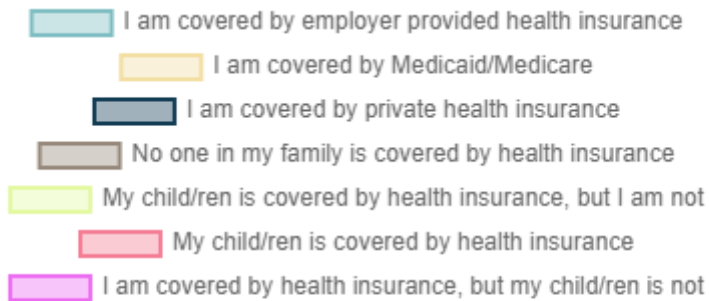 I am covered by employer provided health insurance
I am covered by Medicaid/Medicare
I am covered by private health insurance
No one in my family is covered by health insurance
My child/ren is covered by health insurance, but I am not
My child/ren is covered by health insurance
I am covered by health insurance, but my child/ren is not